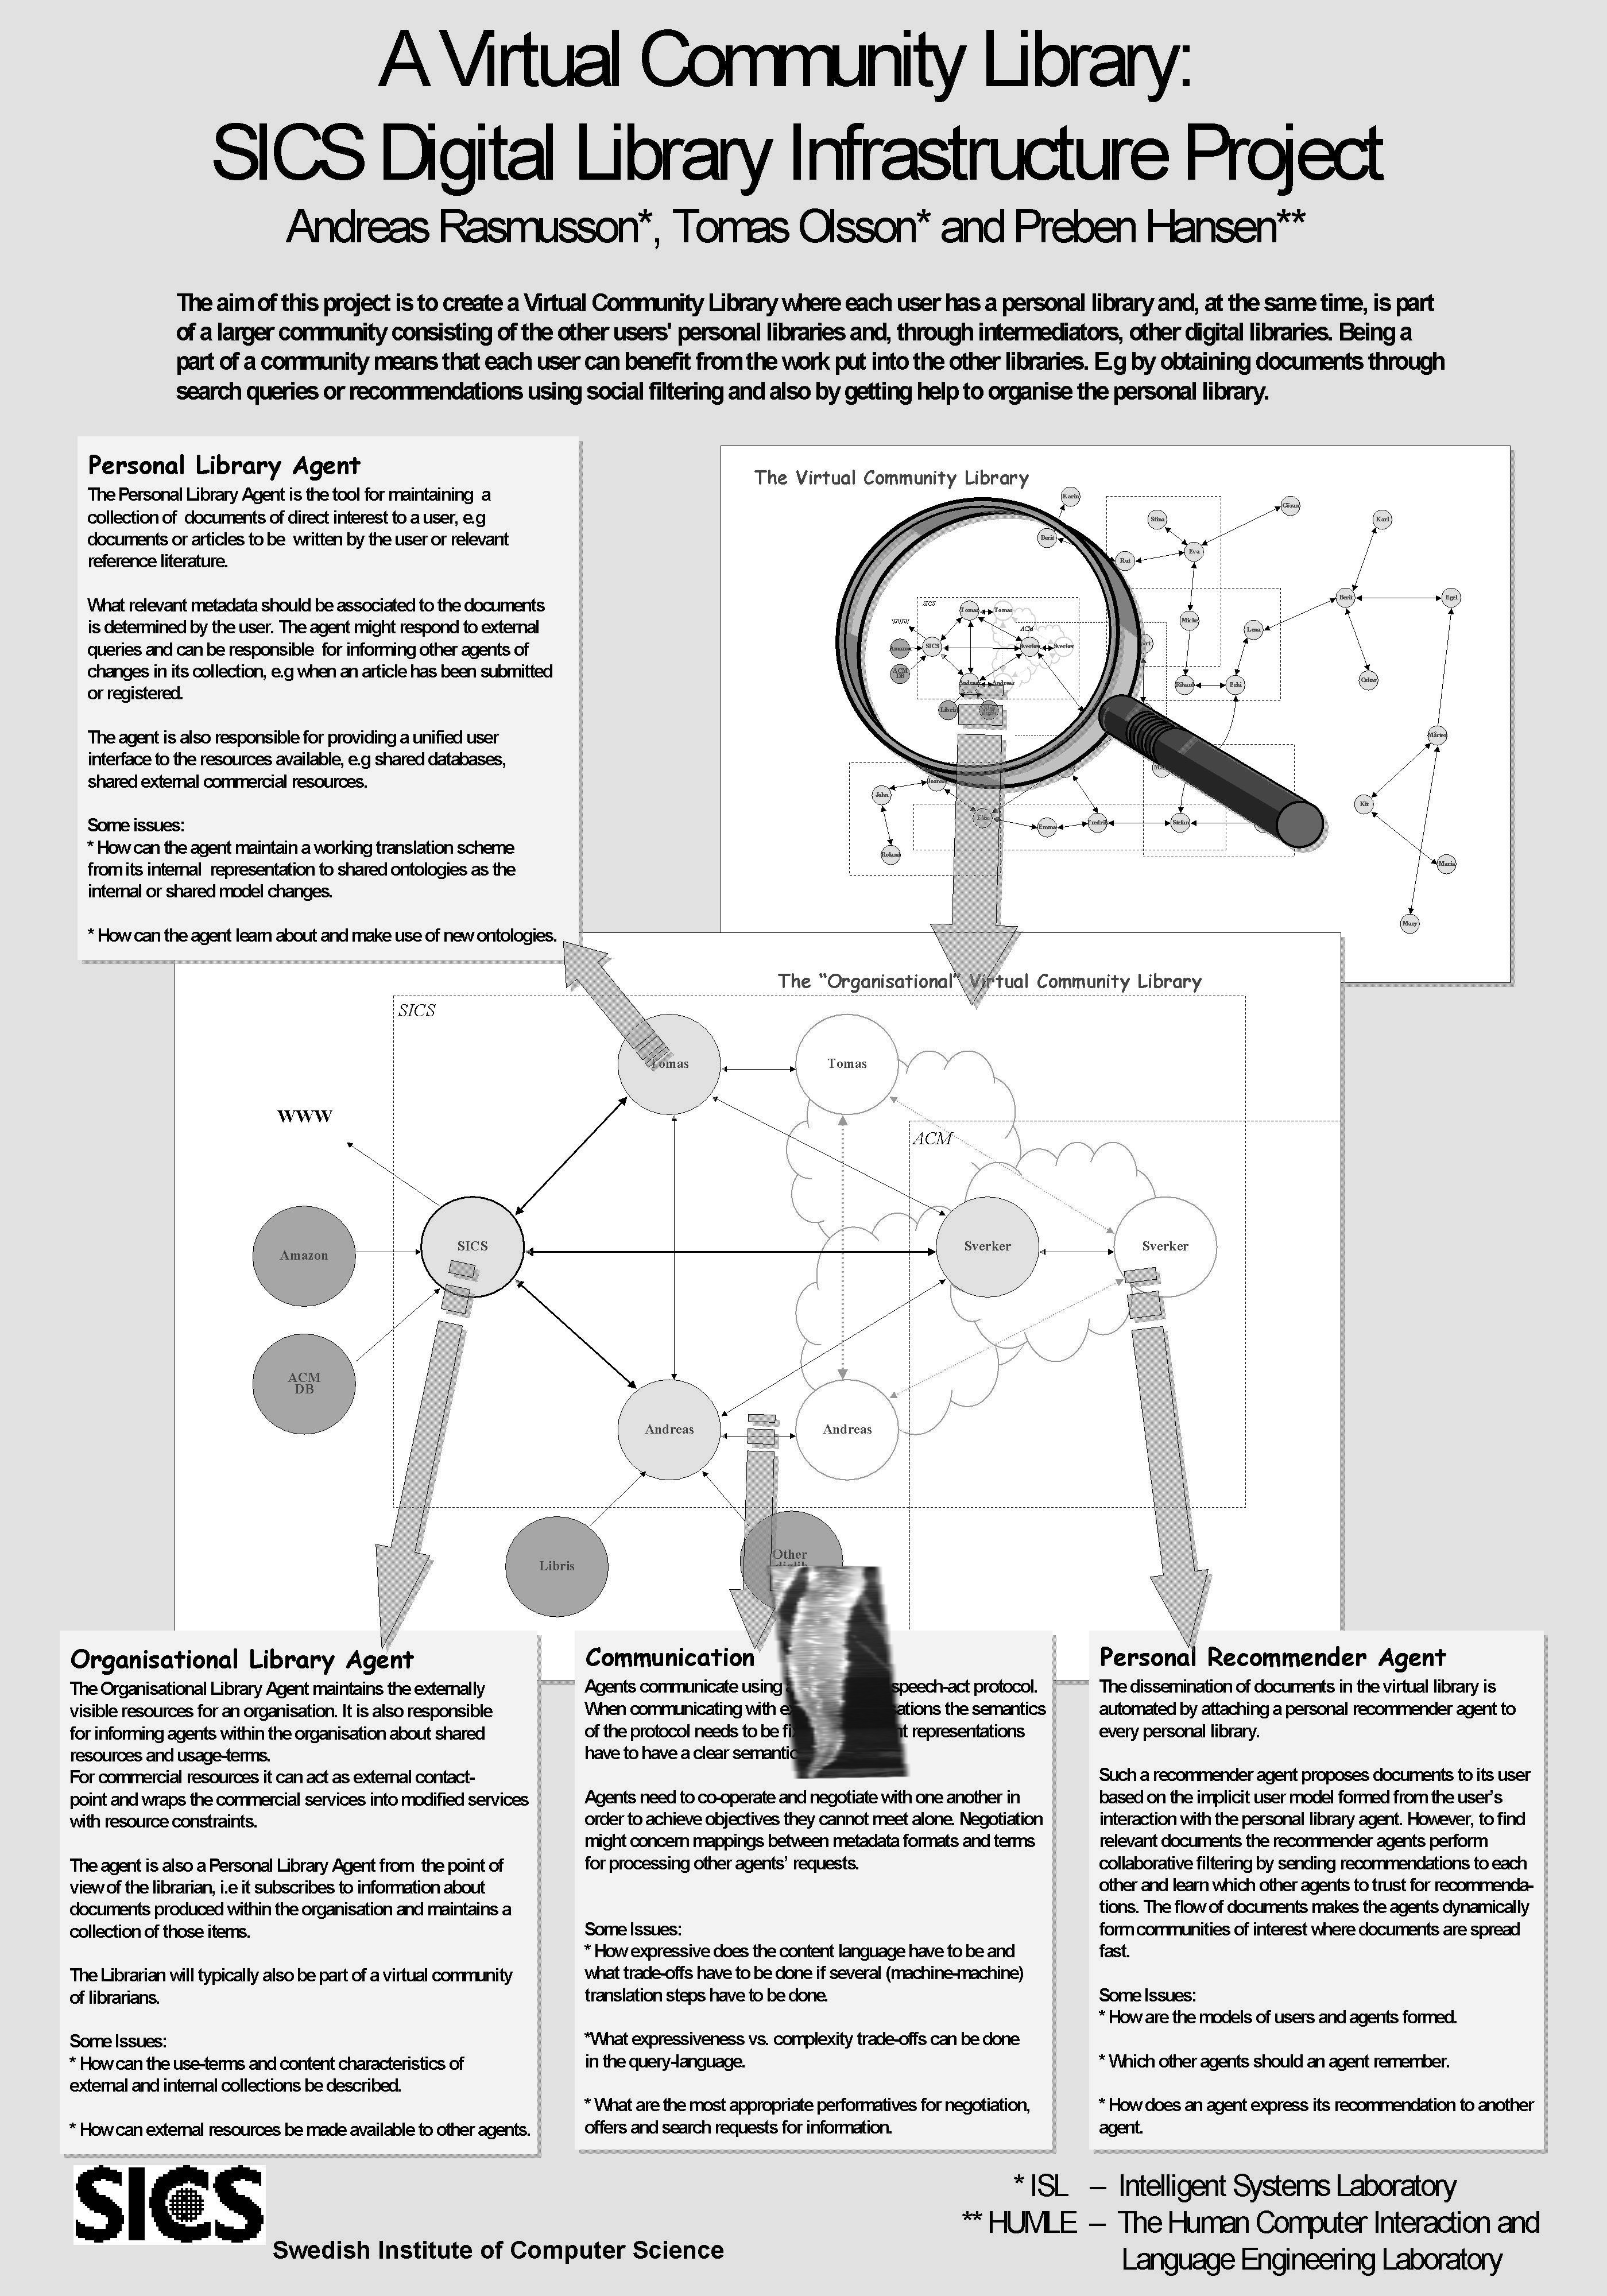 A Virtual Community Library:
SICS Digital Library Infrastructure Project
Andreas Rasmusson*, Tomas Olsson* and Preben Hansen**
The aim of this project is to create a Virtual Community Library where each user has a personal library and, at the same time, is part
of a larger community consisting of the other users' personal libraries and, through intermediators, other digital libraries. Being a
part of a community means that each user can benefit from the work put into the other libraries. E.g by obtaining documents through
search queries or recommendations using social filtering and also by getting help to organise the personal library.
Personal Library Agent
The Personal Library Agent is the tool for maintaining a
collection of documents of direct interest to a user, e.g
documents or articles to be written by the user or relevant
reference literature.
What relevant metadata should be associated to the documents
is determined by the user. The agent might respond to external
queries and can be responsible for informing other agents of
changes in its collection, e.g when an article has been submitted
or registered.
The agent is also responsible for providing a unified user
interface to the resources available, e.g shared databases,
shared external commercial resources.
Some issues:
* How can the agent maintain a working translation scheme
from its internal representation to shared ontologies as the
internal or shared model changes.
* How can the agent learn about and make use of new ontologies.
The Virtual Community Library
Karin
Berit
Stina
Rut
Eva
Göran
Karl
Berit
Egil
Lena
Oskar
Micke
Rikard
Ecki
Mårten
Kit
Maria
Mary
SICS
Tomas
Tomas
WWW
ACM
Amazon
SICS
Sverker
Sverker
ACM
DB
Andreas
Andreas
Libris
John
Joanna
Roland
Elin
Emma
Fredrik
Stefan
The “Organisational” Virtual Community Library
SICS
Tomas
Tomas
WWW
ACM
Amazon
SICS
Sverker
Sverker
ACM
DB
Andreas
Andreas
Libris
Other
Organisational Library Agent
The Organisational Library Agent maintains the externally
visible resources for an organisation. It is also responsible
for informing agents within the organisation about shared
resources and usage-terms.
For commercial resources it can act as external contact-
point and wraps the commercial services into modified services
with resource constraints.
The agent is also a Personal Library Agent from the point of
view of the librarian, i.e it subscribes to information about
documents produced within the organisation and maintains a
collection of those items.
The Librarian will typically also be part of a virtual community
of librarians.
Some Issues:
* How can the use-terms and content characteristics of
external and internal collections be described.
* How can external resources be made available to other agents.
Communication
Agents communicate using speech-act protocol.
When communicating with the semantics
of the protocol needs to be representations
have to have a clear
Agents need to co-operate and negotiate with one another in
order to achieve objectives they cannot meet alone. Negotiation
might concern mappings between metadata formats and terms
for processing other agents’ requests.
Some Issues:
* How expressive does the content language have to be and
what trade-offs have to be done if several (machine-machine)
translation steps have to be done.
*What expressiveness vs. complexity trade-offs can be done
in the query-language.
* What are the most appropriate performatives for negotiation,
offers and search requests for information.
Personal Recommender Agent
The dissemination of documents in the virtual library is
automated by attaching a personal recommender agent to
every personal library.
Such a recommender agent proposes documents to its user
based on the implicit user model formed from the user’s
interaction with the personal library agent. However, to find
relevant documents the recommender agents perform
collaborative filtering by sending recommendations to each
other and learn which other agents to trust for recommenda-
tions. The flow of documents makes the agents dynamically
form communities of interest where documents are spread
fast.
Some Issues:
* How are the models of users and agents formed.
* Which other agents should an agent remember.
* How does an agent express its recommendation to another
agent.
SICS
Swedish Institute of Computer Science
* ISL – Intelligent Systems Laboratory
** HUMLE – The Human Computer Interaction and
Language Engineering Laboratory